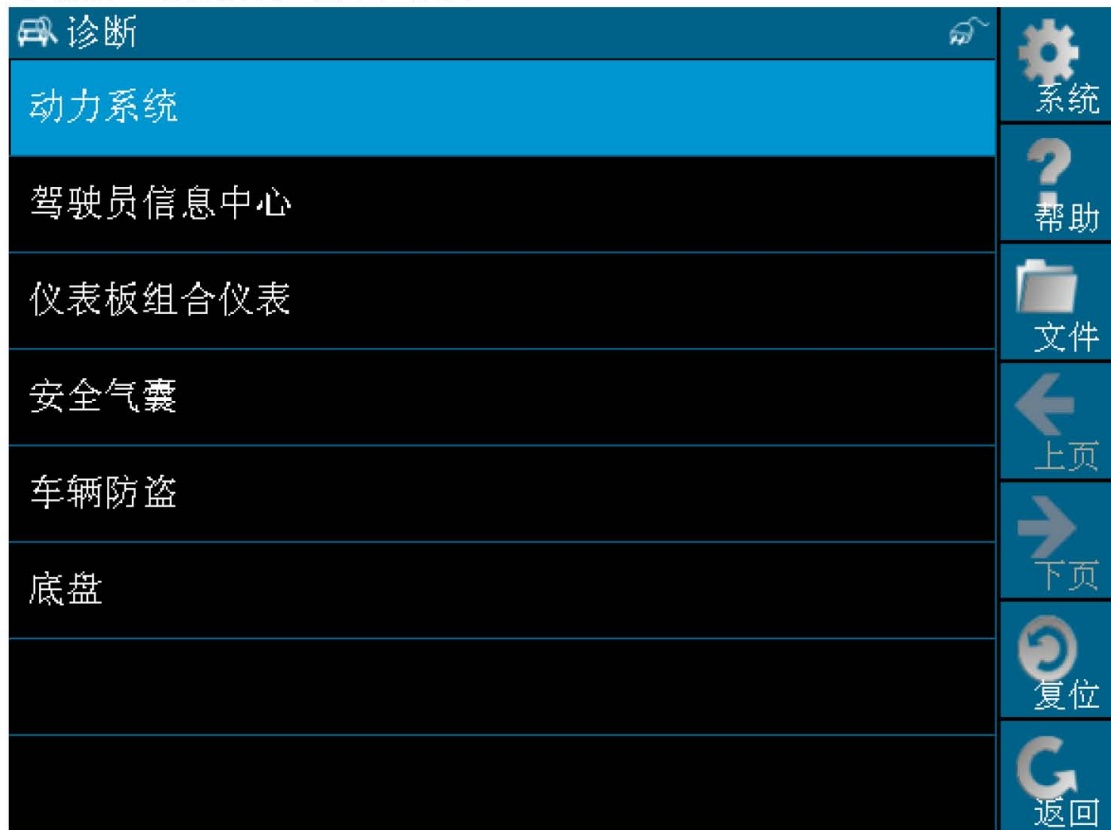 诊断
动力系统
驾驶员信息中心
仪表板组合仪表
安全气囊
车辆防盗
底盘
系统
帮助
文件
上页
下页
复位
返回